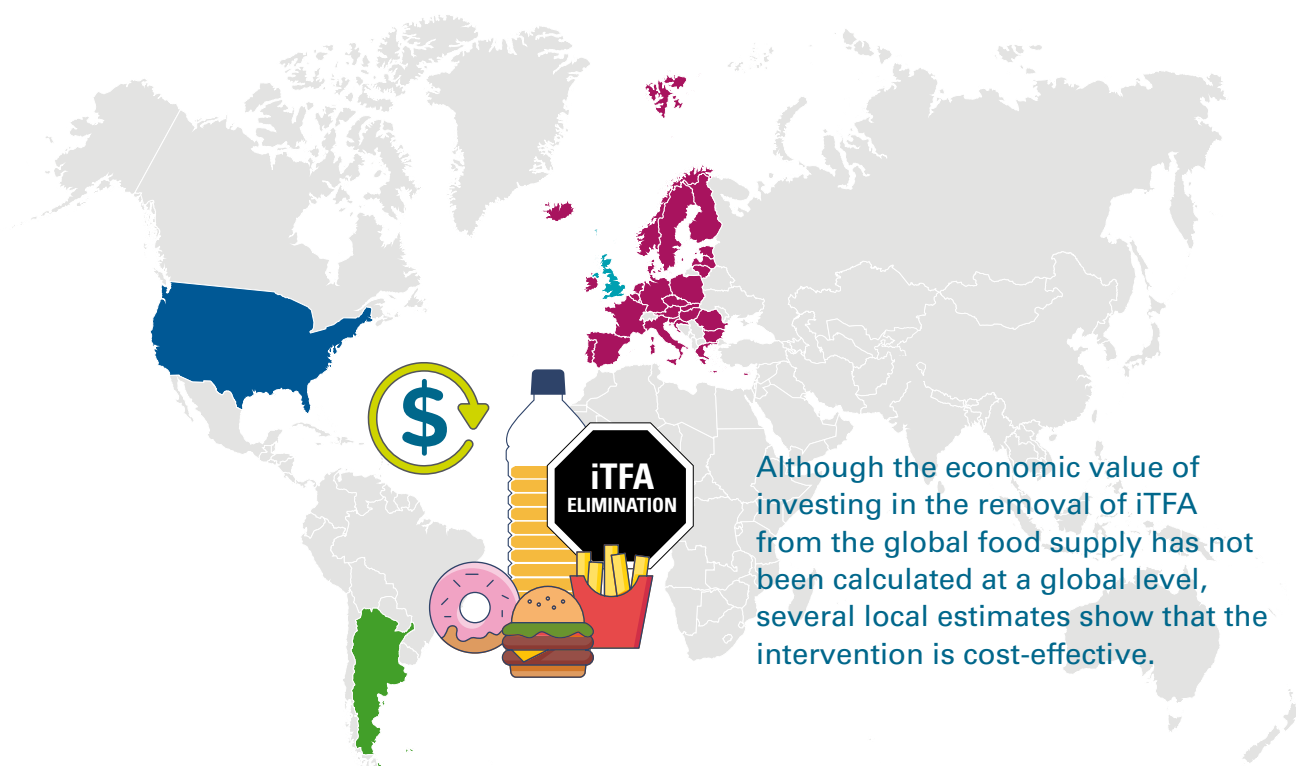 $
iTFA
ELIMINATION
Although the economic value of
investing in the removal of iTFA
from the global food supply has not
been calculated at a global level,
several local estimates show that the
intervention is cost-effective.